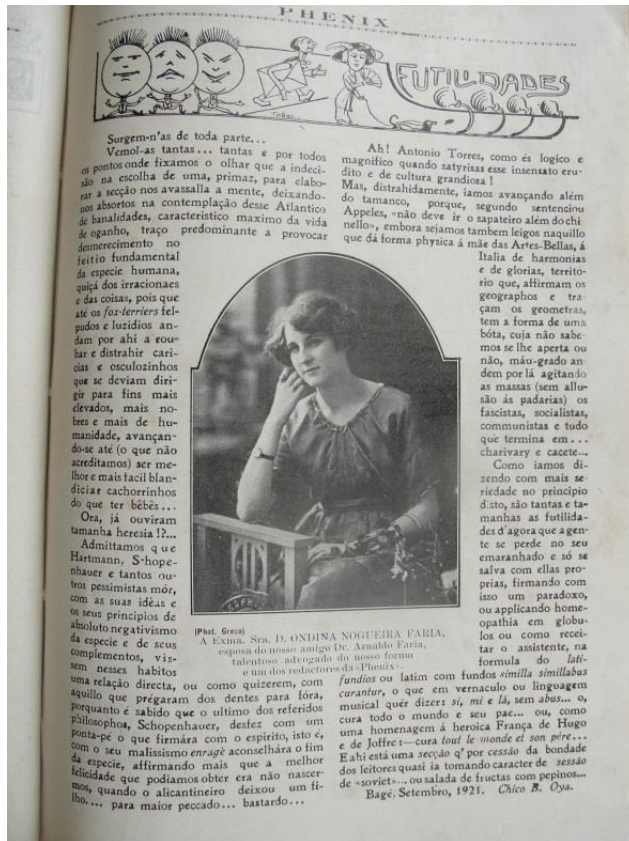 PHENIX
FUTILIDADES
Surgem-n'as de toda parte...
Vemol-as tantas... tantas e por todos
os pontos onde fixamos o olhar que a indeci-
são na escolha de uma, primaz, para elabo-
rar a secção nos avassalla a mente, deixando-
nos absortos na contemplação desse Atlantico
de banalidades, caracteristico maximo da vida
de oganho, traço predominante a provocar
desmerecimento no
feitio fundamental
da especie humana,
quiçá dos irracionaes
e das coisas, pois que
até os fox-terriers fel-
pudos e luzidios an-
dam por ahi a rou-
bar e distrahir cari-
cias e osculozinhos
que se deviam diri-
gir para fins mais
elevados, mais no-
bres e mais de hu-
manidade, avançan-
do-se até (o que não
acreditamos) ser me-
lhor e mais facil blan-
diciar cachorrinhos
do que ter bêbês...
Ora, já ouviram
tamanha heresia !?...
Admittamos que
Hartmann, S-hope-
nhauer e tantos ou-
tros pessimistas mór,
com as suas idèas e
os seus principios de
absoluto negativismo
da especie e de seus
complementos, vis-
sem nesses habitos
uma relação directa, ou como quizerem, com
aquillo que prégaram dos dentes para fóra,
porquanto é sabido que o ultimo dos referidos
philosophos, Schopenhauer, desfez com um
ponta-pé o que firmára com o espirito, isto é,
com o seu malissismo enragè aconselhára o fim
da especie, affirmando mais que a melhor
felicidade que podiamos obter era não nascer-
mos, quando o alicantineiro deixou um fi-
lho.... para maior peccado... bastardo...
Ah! Antonio Torres, como és logico e
magnifico quando satyrisas esse insensato eru-
dito e de cultura grandiosa !
Mas, distrahidamente, iamos avançando além
do tamanco, porque, segundo sentenciou
Appeles, «não deve ir o sapateiro além do chi
nello», embora sejamos tambem leigos naquillo
que dá forma physica á mãe das Artes-Bellas, á
Italia de harmonias
e de glorias, territo-
rio que, affirmam os
geographos e tra-
çam os geometras,
tem a forma de uma
bóta, cuja não sabe-
mos se lhe aperta ou
não, máu-grado an-
dem por lá agitando
as massas (sem allu-
são ás padarias) os
fascistas, socialistas,
communistas e tudo
que termina em...
charivary e cacete...
Como iamos di-
zendo com mais se-
riedade no principio
disto, são tantas e ta-
manhas as futilida-
des d'agora que a gen-
te se perde no seu
emaranhado e só se
salva com ellas pro-
prias, firmando com
isso um paradoxo,
ou applicando home-
opathia em globu-
los ou como recei-
tar o assistente, na
formula do lati-
fundios ou latim com fundos similla simillabus
curantur, o que em vernaculo ou linguagem
musical quér dizer: si, mi e lá, sem abus... o,
cura todo o mundo e seu pae... ou, como
uma homenagem á heroica França de Hugo
e de Joffre:—cura tout le monde et son pére...
E ahi está uma secção q' por cessão da bondade
dos leitores quasi ia tomando caracter de sessão
de «soviet»... ou salada de fructas com pepinos...
Bagé, Setembro, 1921. Chico B. Oya.
(Phot. Greco)
A Exma. Sra. D. ONDINA NOGUEIRA FARIA,
esposa do nosso amigo Dr. Arnaldo Faria,
talentoso advogado do nosso forum
e um dos redactores da «Phenix».